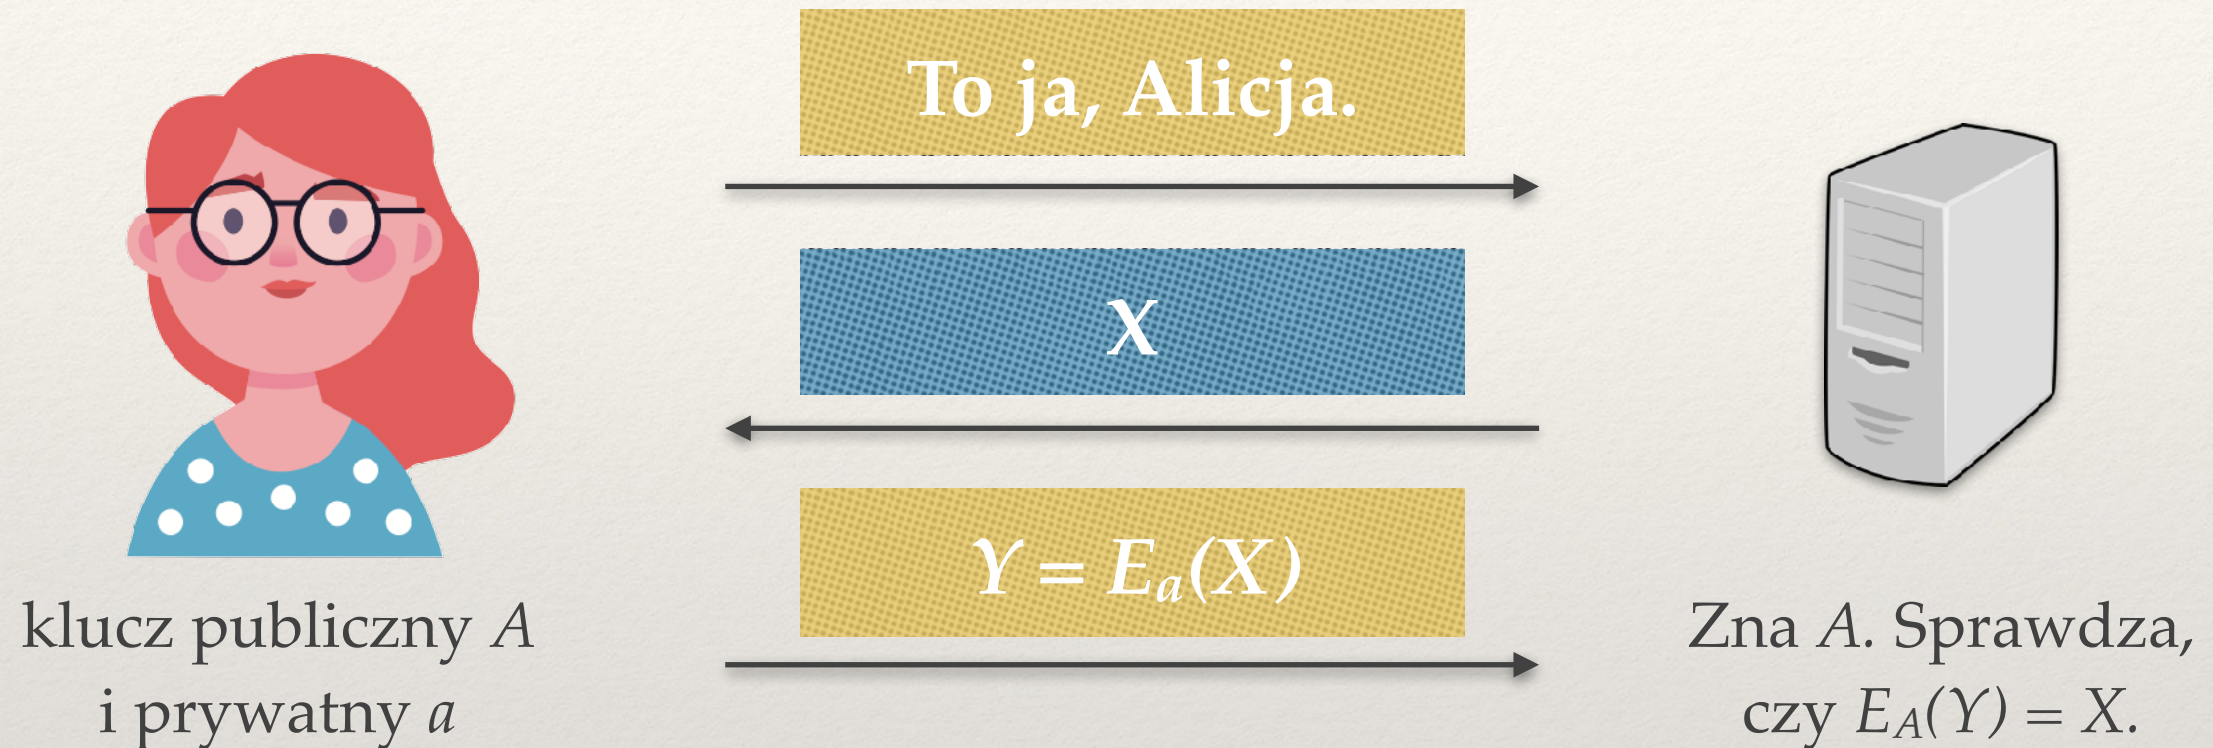 To ja, Alicja.
X
Y = Eₐ(X)
klucz publiczny A
i prywatny a
Zna A. Sprawdza,
czy E_A(Y) = X.